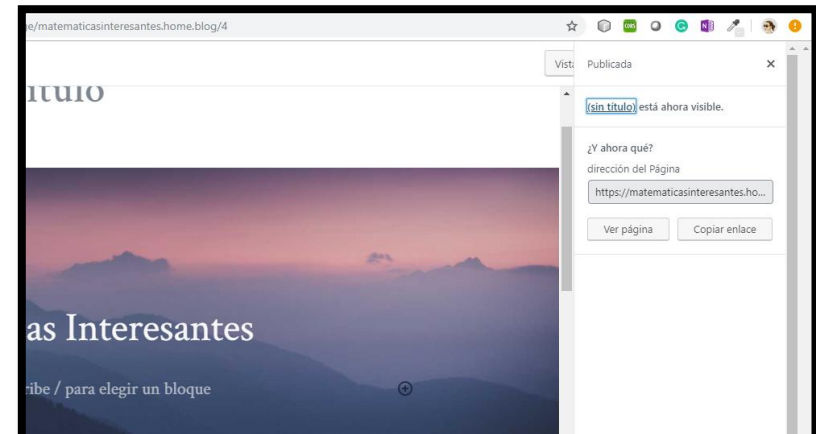 e/matematicasinteresantes.home.blog/4
Vista
Publicada
ítulo
(sin título) está ahora visible.
¿Y ahora qué?
dirección del Página
https://matematicasinteresantes.ho...
Ver página
Copiar enlace
as Interesantes
ribe / para elegir un bloque